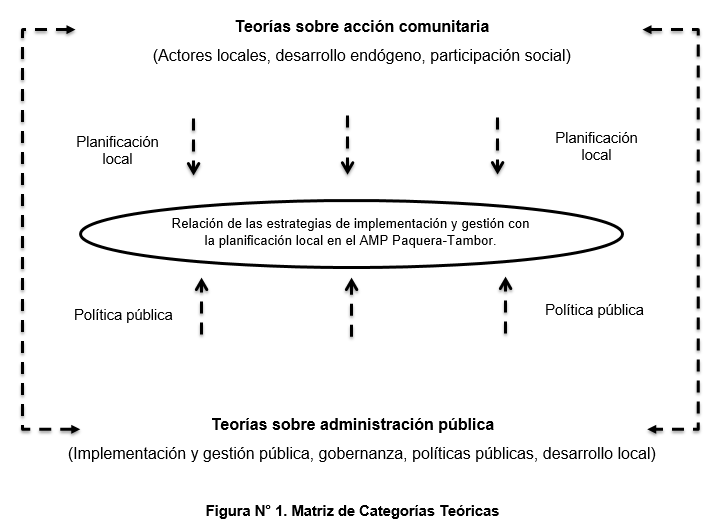 Teorías sobre acción comunitaria
(Actores locales, desarrollo endógeno, participación social)
Planificación
local
Planificación
local
Relación de las estrategias de implementación y gestión con
la planificación local en el AMP Paquera-Tambor.
Política pública
Política pública
Teorías sobre administración pública
(Implementación y gestión pública, gobernanza, políticas públicas, desarrollo local)
Figura N° 1. Matriz de Categorías Teóricas